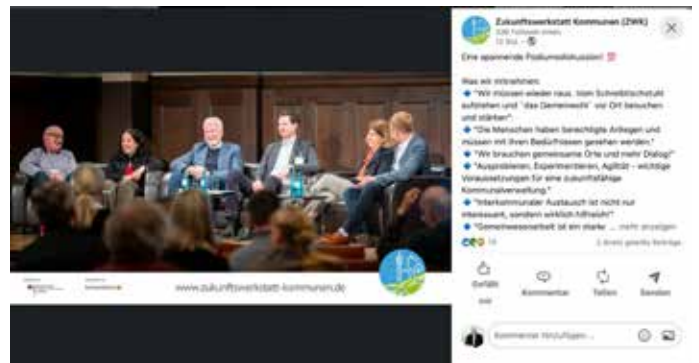 Zukunftswerkstatt Kommunen (ZWK)
Eine spannende Podiumsdiskussion! 💯
Was wir mitnehmen:
🔹 "Wir müssen wieder raus. Vom Schreibtischstuhl
aufstehen und `das Gemeinwohl` vor Ort besuchen
und stärken":
🔹 "Die Menschen haben berechtigte Anliegen und
müssen mit ihren Bedürfnissen gesehen werden."
🔹 "Wir brauchen gemeinsame Orte und mehr Dialog!"
🔹 "Ausprobieren, Experimentieren, Agilität – wichtige
Voraussetzungen für eine zukunftsfähige
Kommunalverwaltung."
🔹 "Interkommunaler Austausch ist nicht nur
interessant, sondern wirklich hilfreich!"
🔹 "Gemeinwesenarbeit ist ein starke ... mehr anzeigen
www.zukunftswerkstatt-kommunen.de
Gefällt
mir
Kommentar
Teilen
Senden
Kommentar hinzufügen ...